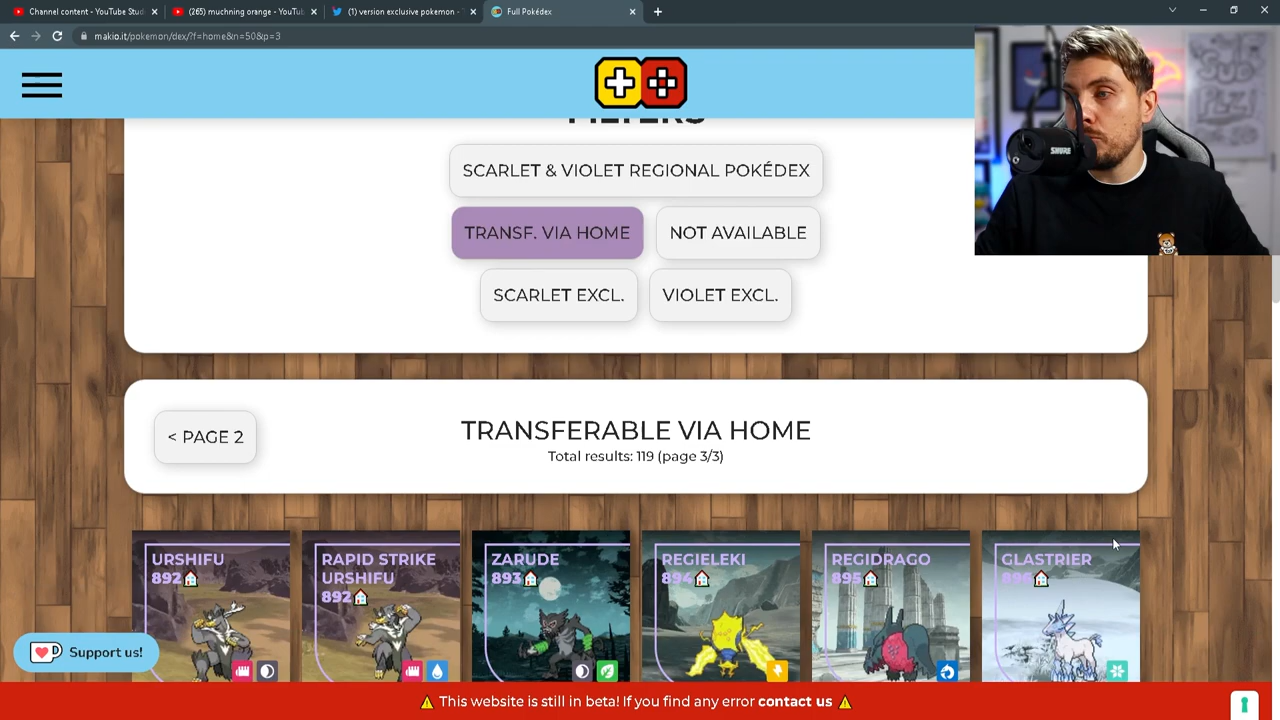 Channel content - YouTube Stud
(265) muchning orange - YouTub
(1) version exclusive pokemon - T
Full Pokédex
makio.it/pokemon/dex/?f=home&n=50&p=3
FILTERS
SCARLET & VIOLET REGIONAL POKÉDEX
TRANSF. VIA HOME
NOT AVAILABLE
SCARLET EXCL.
VIOLET EXCL.
< PAGE 2
TRANSFERABLE VIA HOME
Total results: 119 (page 3/3)
URSHIFU
892
RAPID STRIKE
URSHIFU
892
ZARUDE
893
REGIELEKI
894
REGIDRAGO
895
GLASTRIER
896
Support us!
This website is still in beta! If you find any error contact us
SHURE